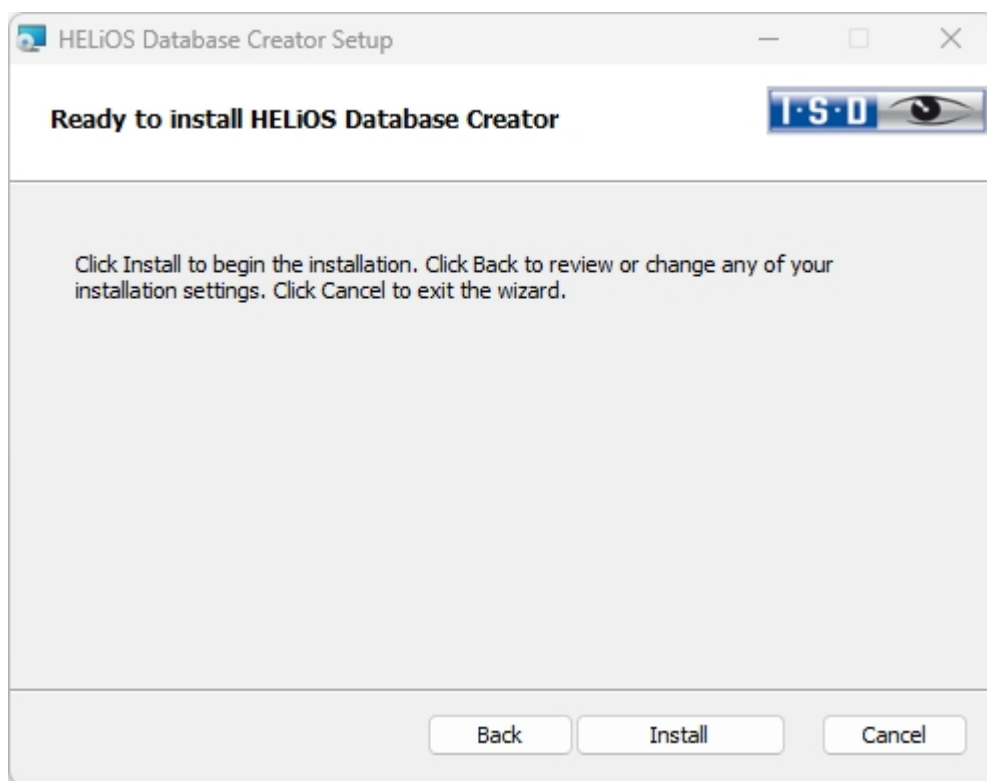 HELiOS Database Creator Setup
Ready to install HELiOS Database Creator
I·S·D
Click Install to begin the installation. Click Back to review or change any of your
installation settings. Click Cancel to exit the wizard.
Back
Install
Cancel